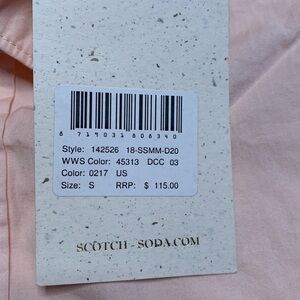 8 719031 808340
Style: 142526 18-SSMM-D20
WWS Color: 45313 DCC 03
Color: 0217 US
Size: S RRP: $ 115.00
SCOTCH-SODA.COM